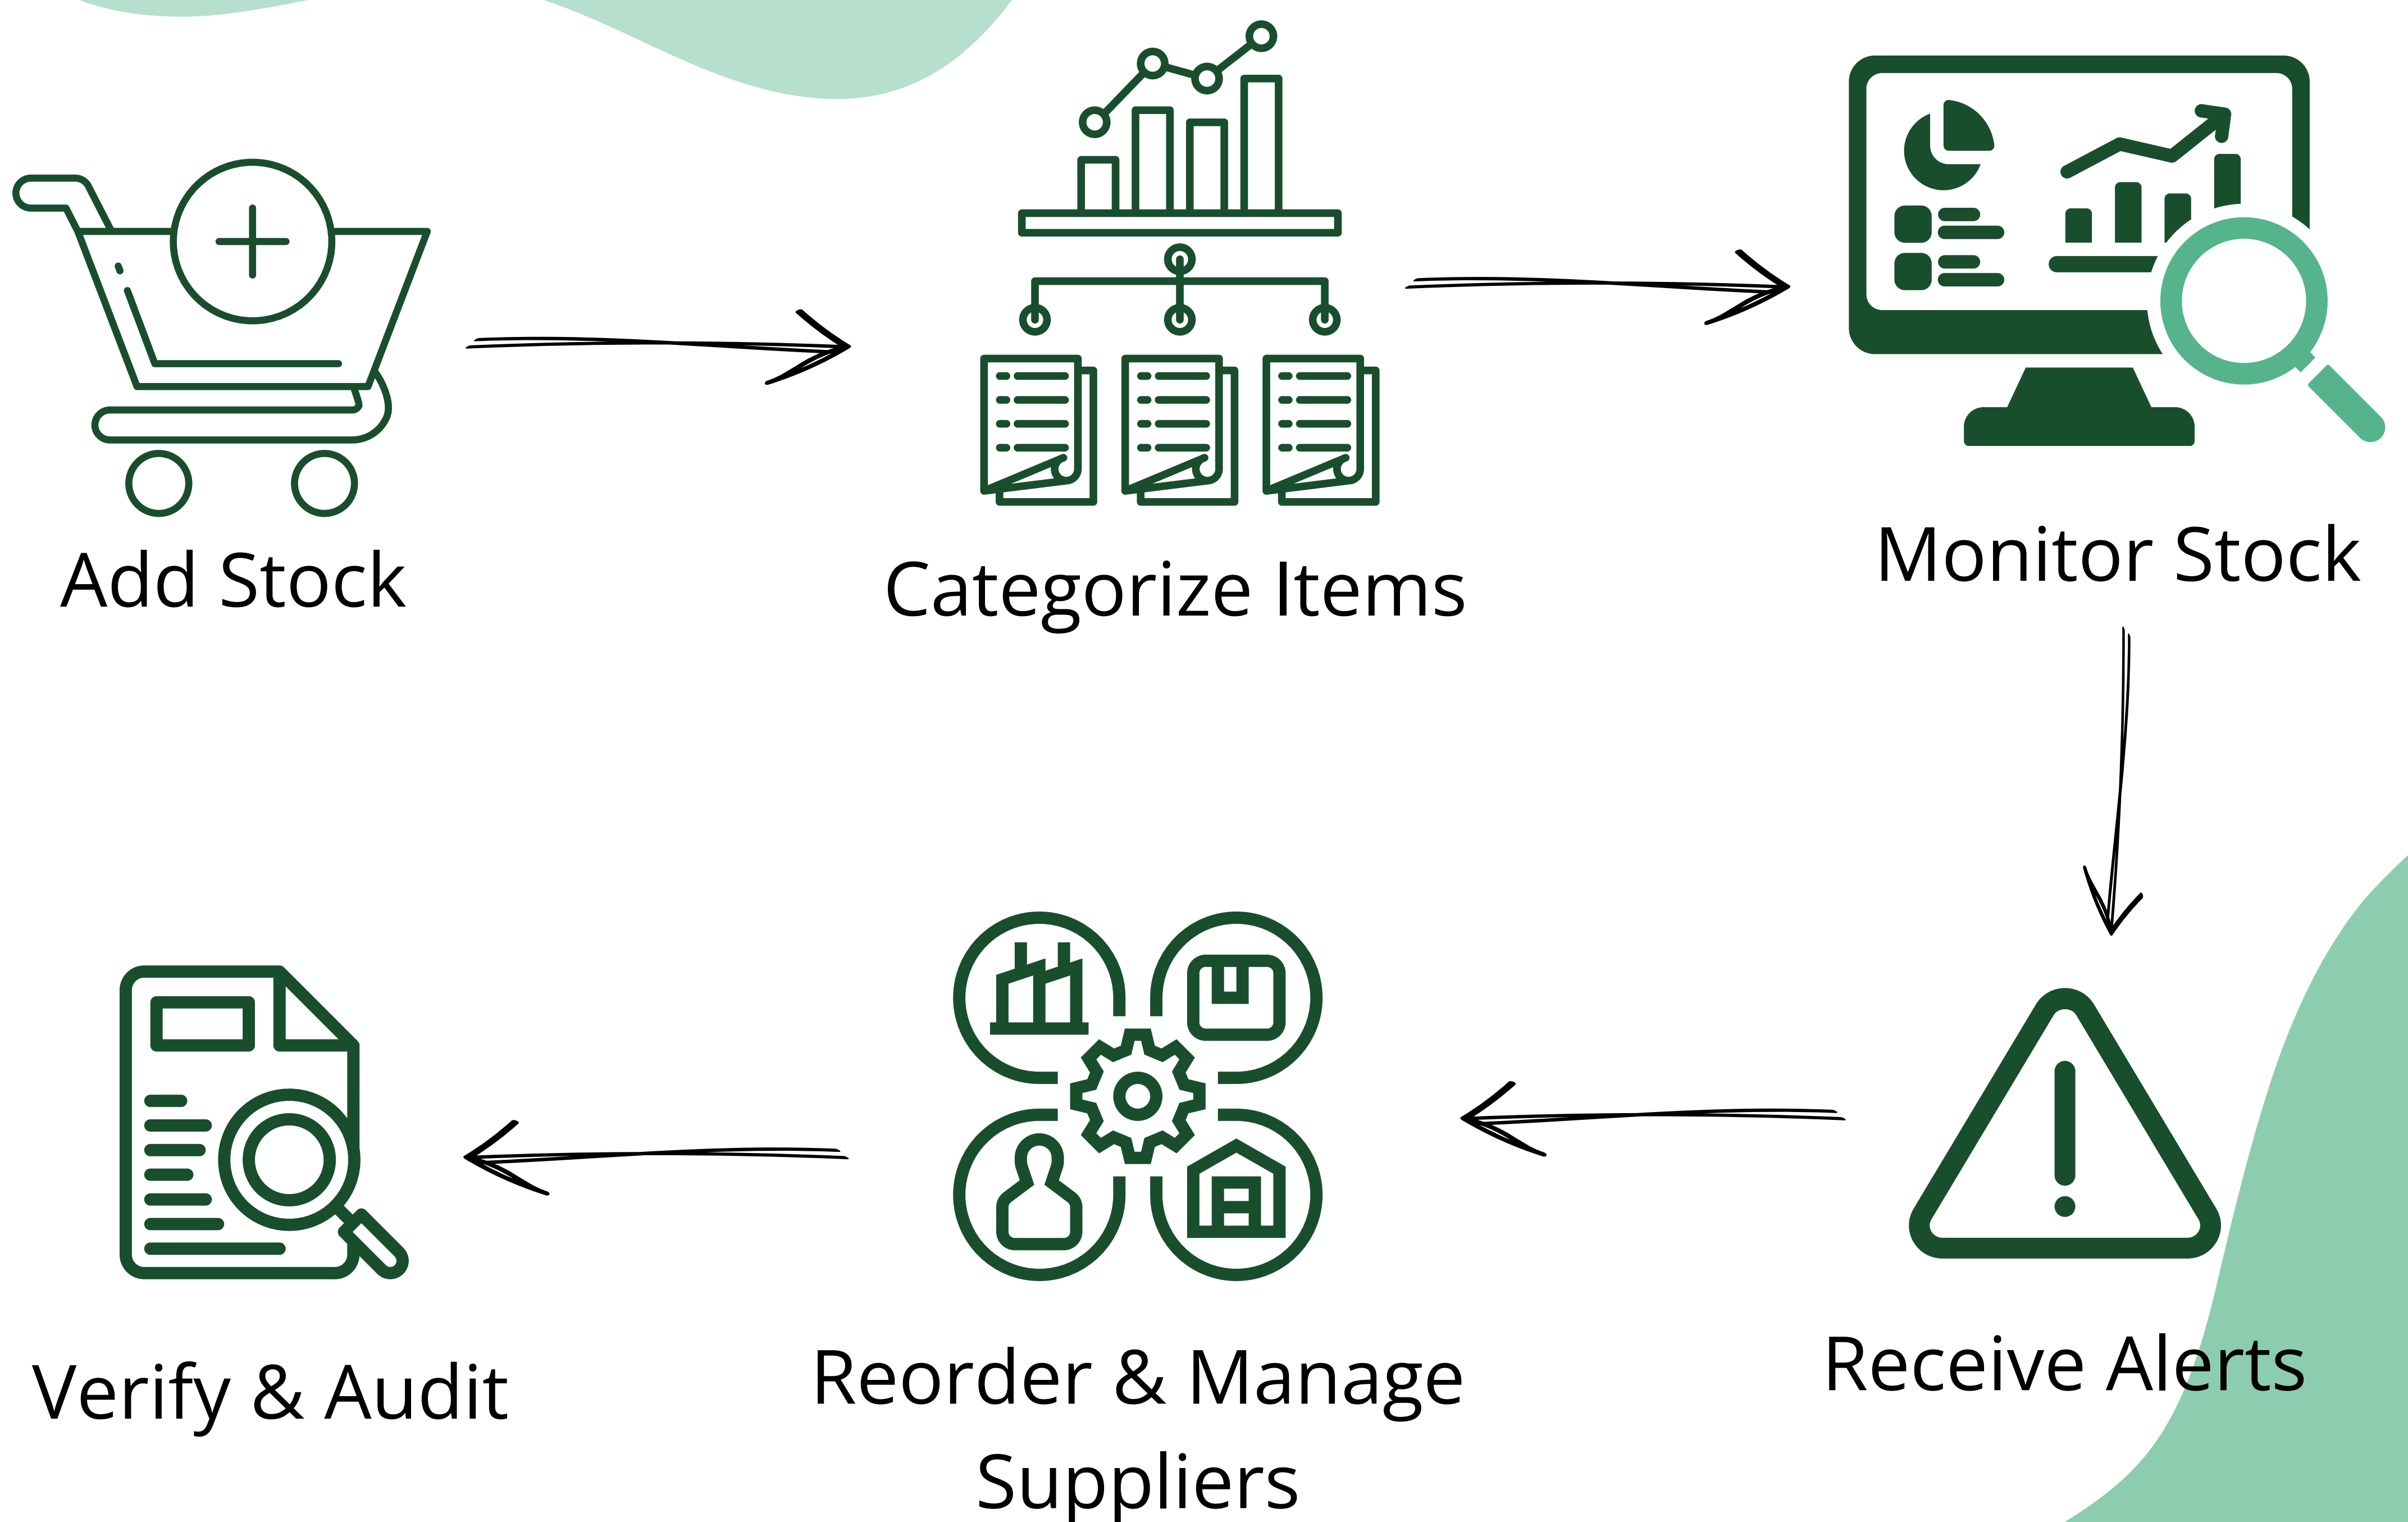 Add Stock
Categorize Items
Monitor Stock
Receive Alerts
Reorder & Manage
Suppliers
Verify & Audit